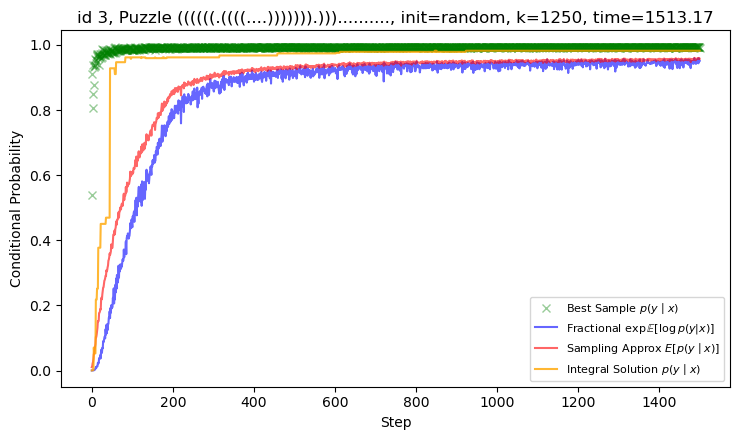 id 3, Puzzle ((((((.((((....))))))).))).........., init=random, k=1250, time=1513.17
Conditional Probability
1.0
0.8
0.6
0.4
0.2
0.0
Best Sample p(y | x)
Fractional exp𝔼[log p(y|x)]
Sampling Approx E[p(y | x)]
Integral Solution p(y | x)
0 200 400 600 800 1000 1200 1400
Step